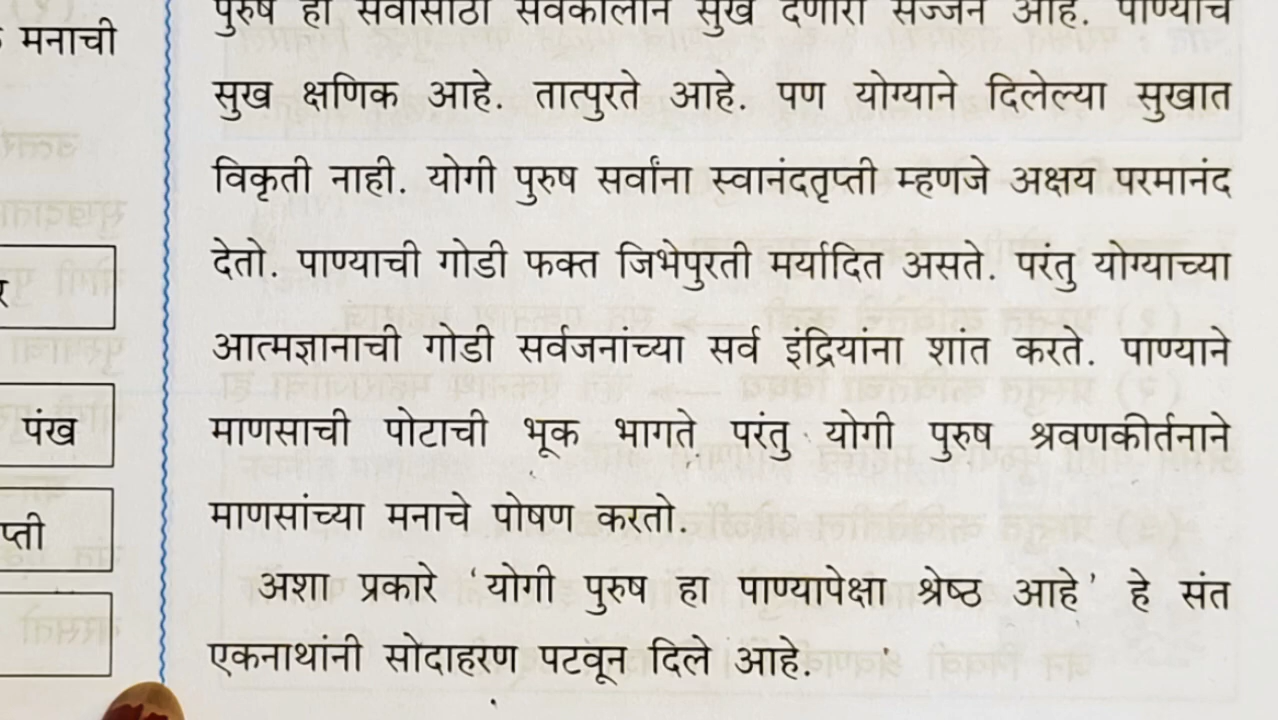 मनाची
पंख
प्ती
पुरुष हा सर्वांसाठी सर्वकालीन सुख देणारा सज्जन आहे. पाण्याचे
सुख क्षणिक आहे. तात्पुरते आहे. पण योग्याने दिलेल्या सुखात
विकृती नाही. योगी पुरुष सर्वांना स्वानंदतृप्ती म्हणजे अक्षय परमानंद
देतो. पाण्याची गोडी फक्त जिभेपुरती मर्यादित असते. परंतु योग्याच्या
आत्मज्ञानाची गोडी सर्वजनांच्या सर्व इंद्रियांना शांत करते. पाण्याने
माणसाची पोटाची भूक भागते परंतु योगी पुरुष श्रवणकीर्तनाने
माणसांच्या मनाचे पोषण करतो.
अशा प्रकारे ‘योगी पुरुष हा पाण्यापेक्षा श्रेष्ठ आहे’ हे संत
एकनाथांनी सोदाहरण पटवून दिले आहे.